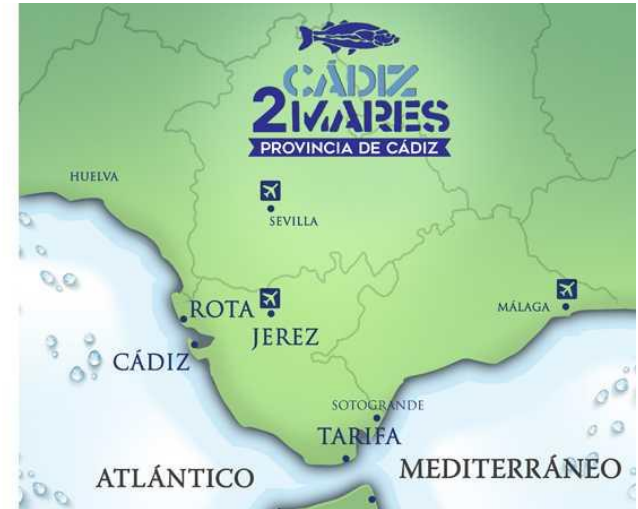 CÁDIZ
2MARES
PROVINCIA DE CÁDIZ
HUELVA
SEVILLA
ROTA
JEREZ
MÁLAGA
CÁDIZ
SOTOGRANDE
TARIFA
ATLÁNTICO
MEDITERRÁNEO